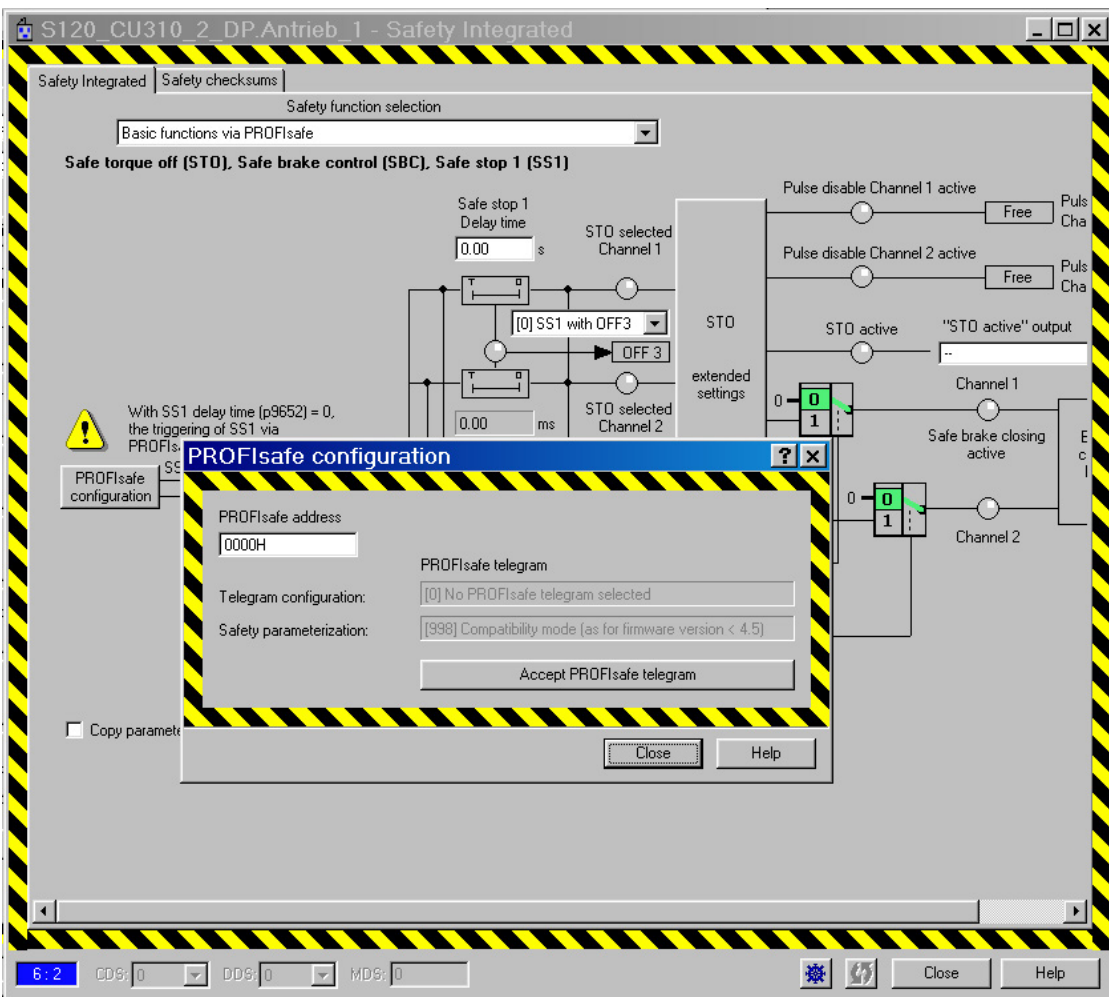 S120_CU310_2_DP.Antrieb_1 - Safety Integrated
Safety Integrated
Safety checksums
Safety function selection
Basic functions via PROFIsafe
Safe torque off (STO), Safe brake control (SBC), Safe stop 1 (SS1)
Safe stop 1
Delay time
0.00 s
STO selected
Channel 1
T 0
[0] SS1 with OFF3
OFF 3
T 0
0.00 ms
STO selected
Channel 2
STO
extended
settings
Pulse disable Channel 1 active
Free
Puls
Cha
Pulse disable Channel 2 active
Free
Puls
Cha
STO active
"STO active" output
--
Channel 1
0
0
1
Safe brake closing
active
0
0
1
Channel 2
With SS1 delay time (p9652) = 0,
the triggering of SS1 via
PROFIs
SS
PROFIsafe
configuration
PROFIsafe configuration
PROFIsafe address
0000H
PROFIsafe telegram
Telegram configuration: [0] No PROFIsafe telegram selected
Safety parameterization: [998] Compatibility mode (as for firmware version < 4.5)
Accept PROFIsafe telegram
Close
Help
Copy paramete
6:2
CDS: 0
DDS: 0
MDS: 0
Close
Help